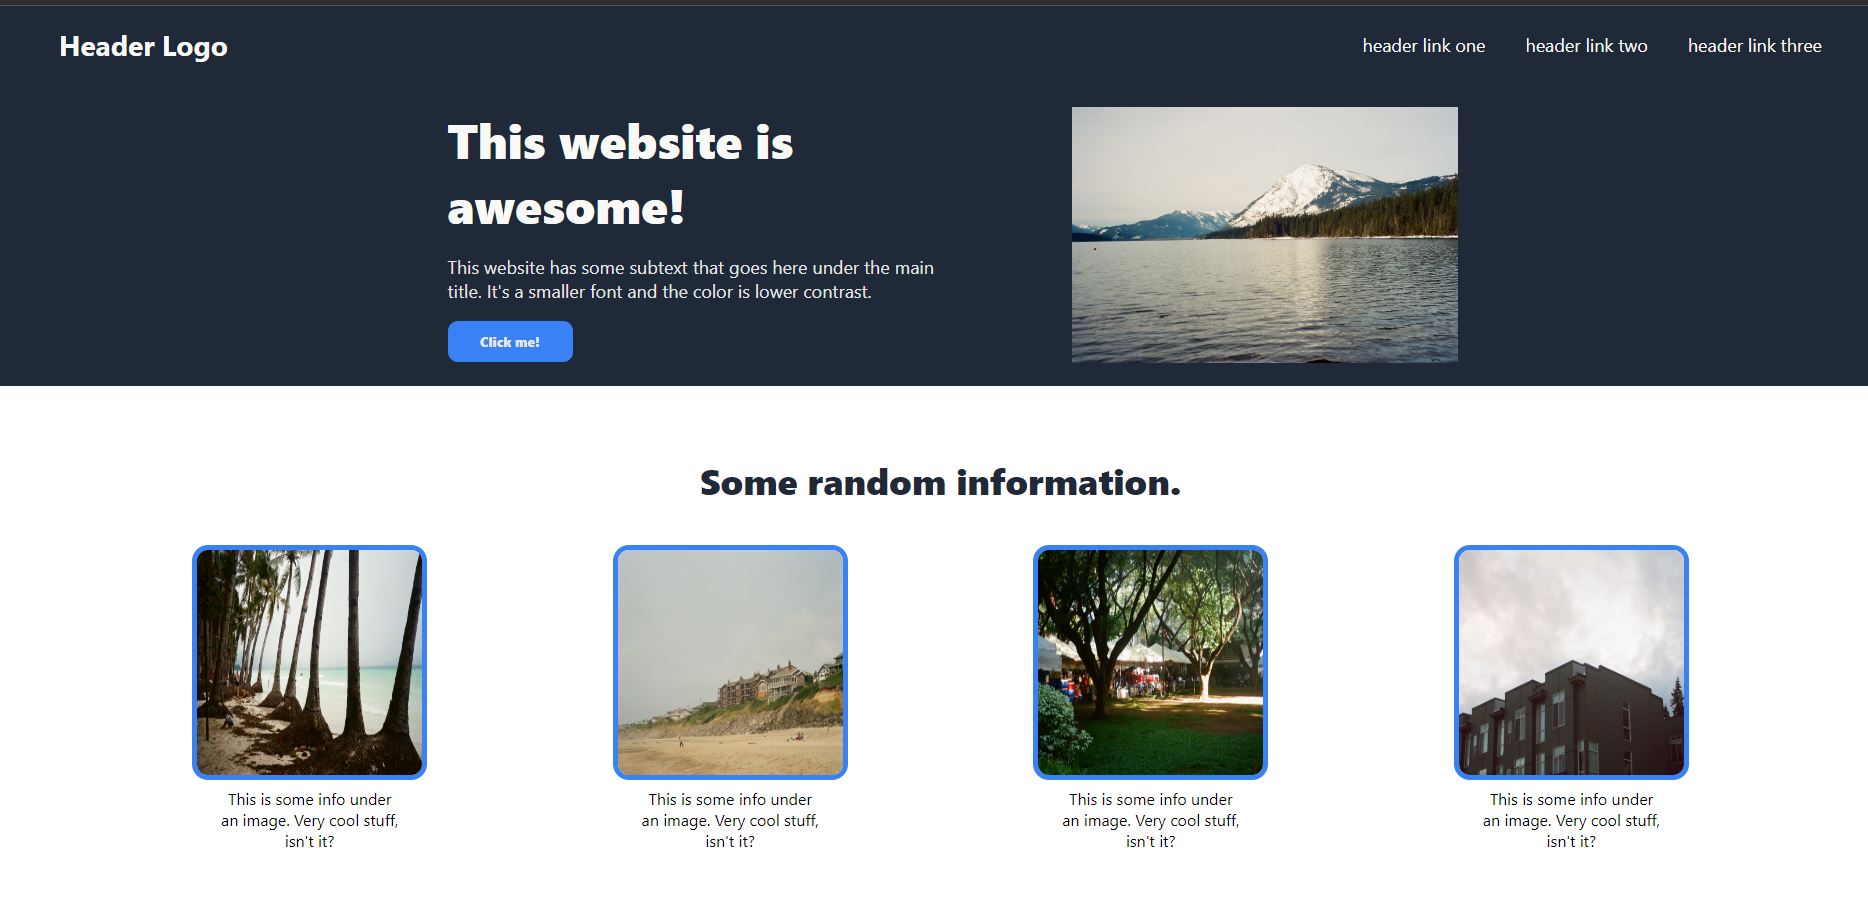 Header Logo
header link one
header link two
header link three
This website is
awesome!
This website has some subtext that goes here under the main
title. It's a smaller font and the color is lower contrast.
Click me!
Some random information.
This is some info under
an image. Very cool stuff,
isn't it?
This is some info under
an image. Very cool stuff,
isn't it?
This is some info under
an image. Very cool stuff,
isn't it?
This is some info under
an image. Very cool stuff,
isn't it?